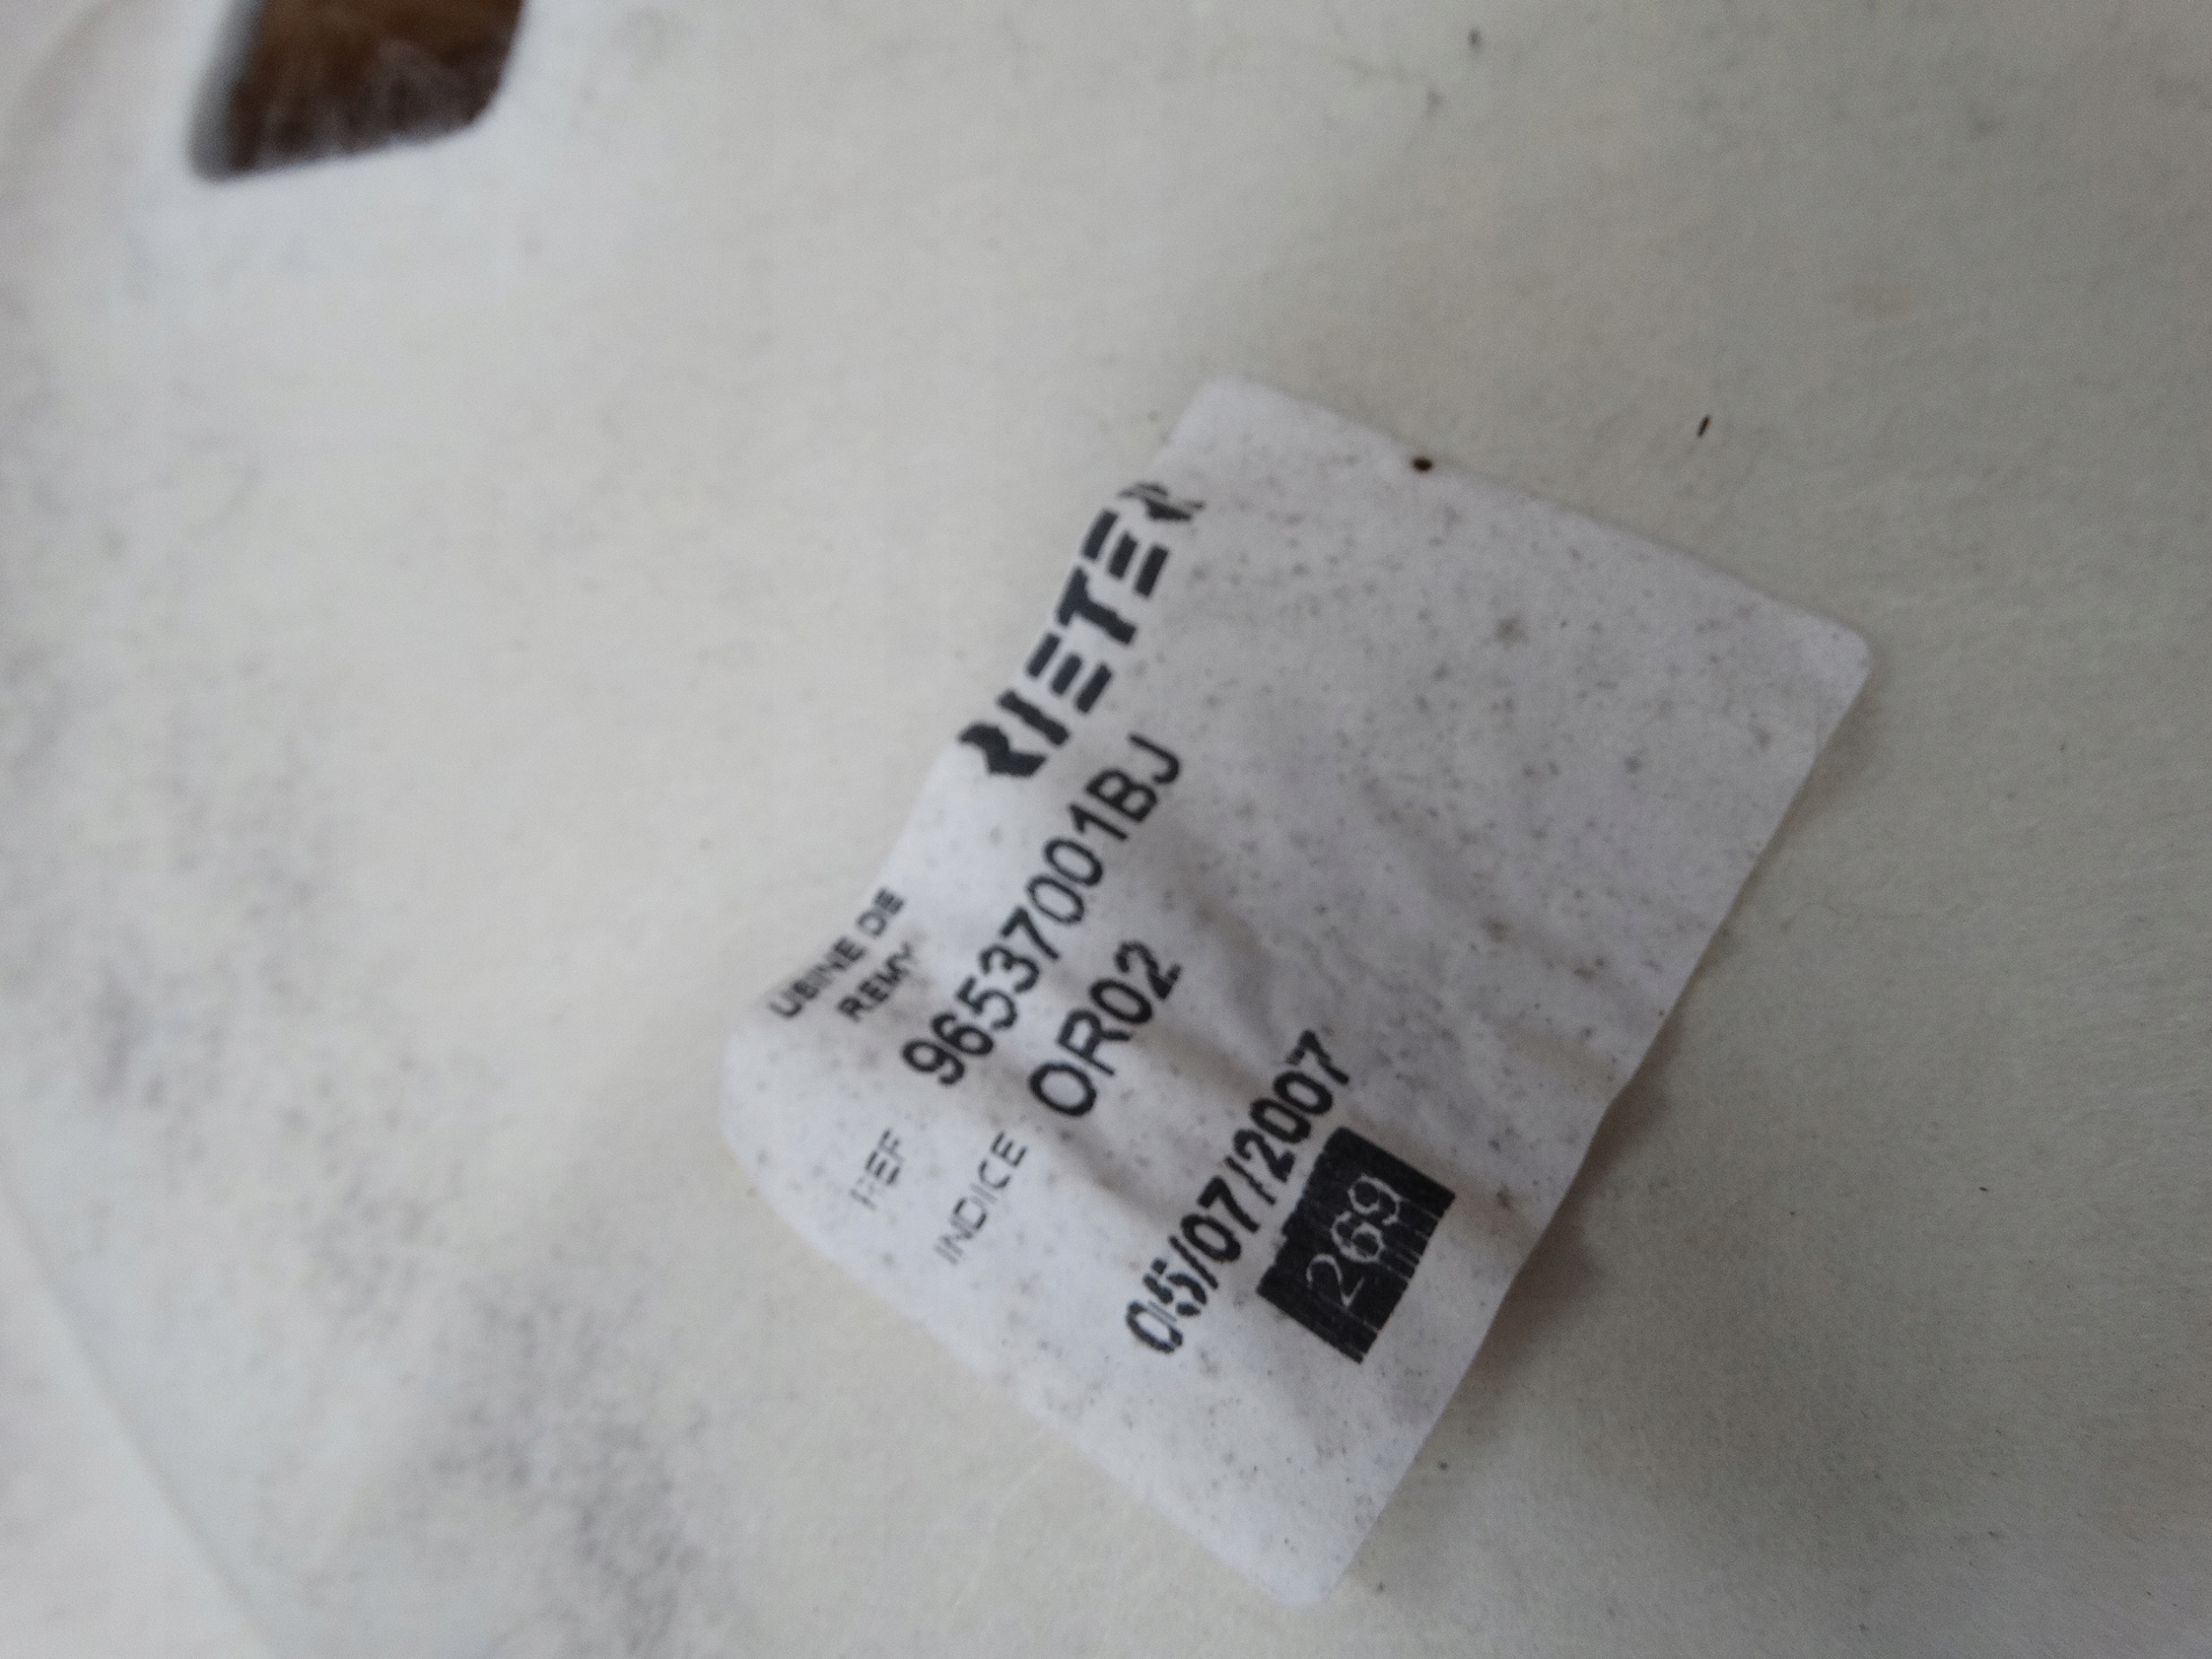 RIETER
USINE DE
REMY
REF 96537001BJ
INDICE OR02
05/07/2007
269